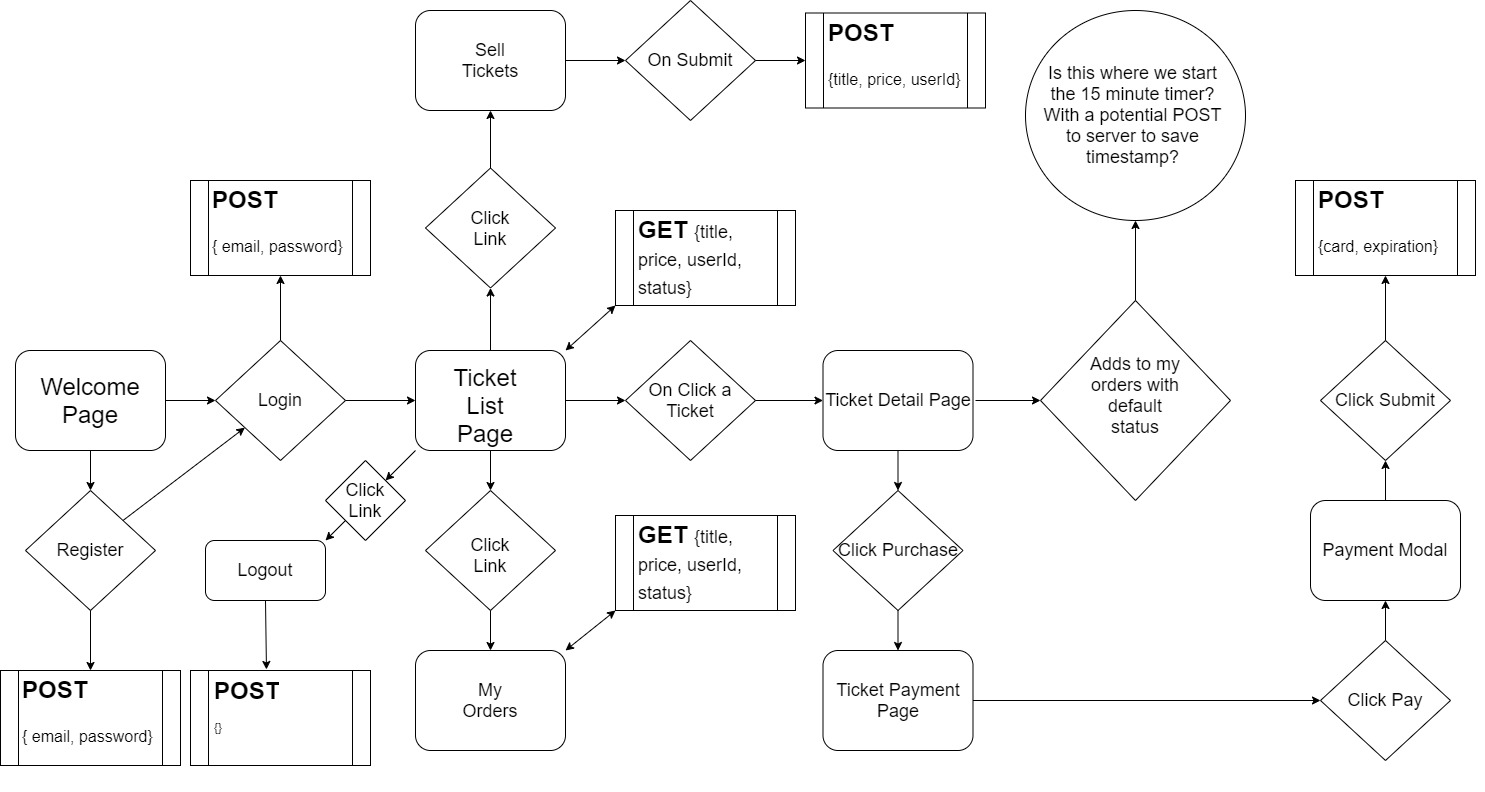 Sell
Tickets
On Submit
POST
{title, price, userId}
Is this where we start
the 15 minute timer?
With a potential POST
to server to save
timestamp?
POST
{ email, password}
Click
Link
GET {title,
price, userId,
status}
POST
{card, expiration}
Welcome
Page
Login
Ticket
List
Page
On Click a
Ticket
Ticket Detail Page
Adds to my
orders with
default
status
Click Submit
Register
Click
Link
Logout
Click
Link
GET {title,
price, userId,
status}
Click Purchase
Payment Modal
POST
{ email, password}
POST
{}
My
Orders
Ticket Payment
Page
Click Pay